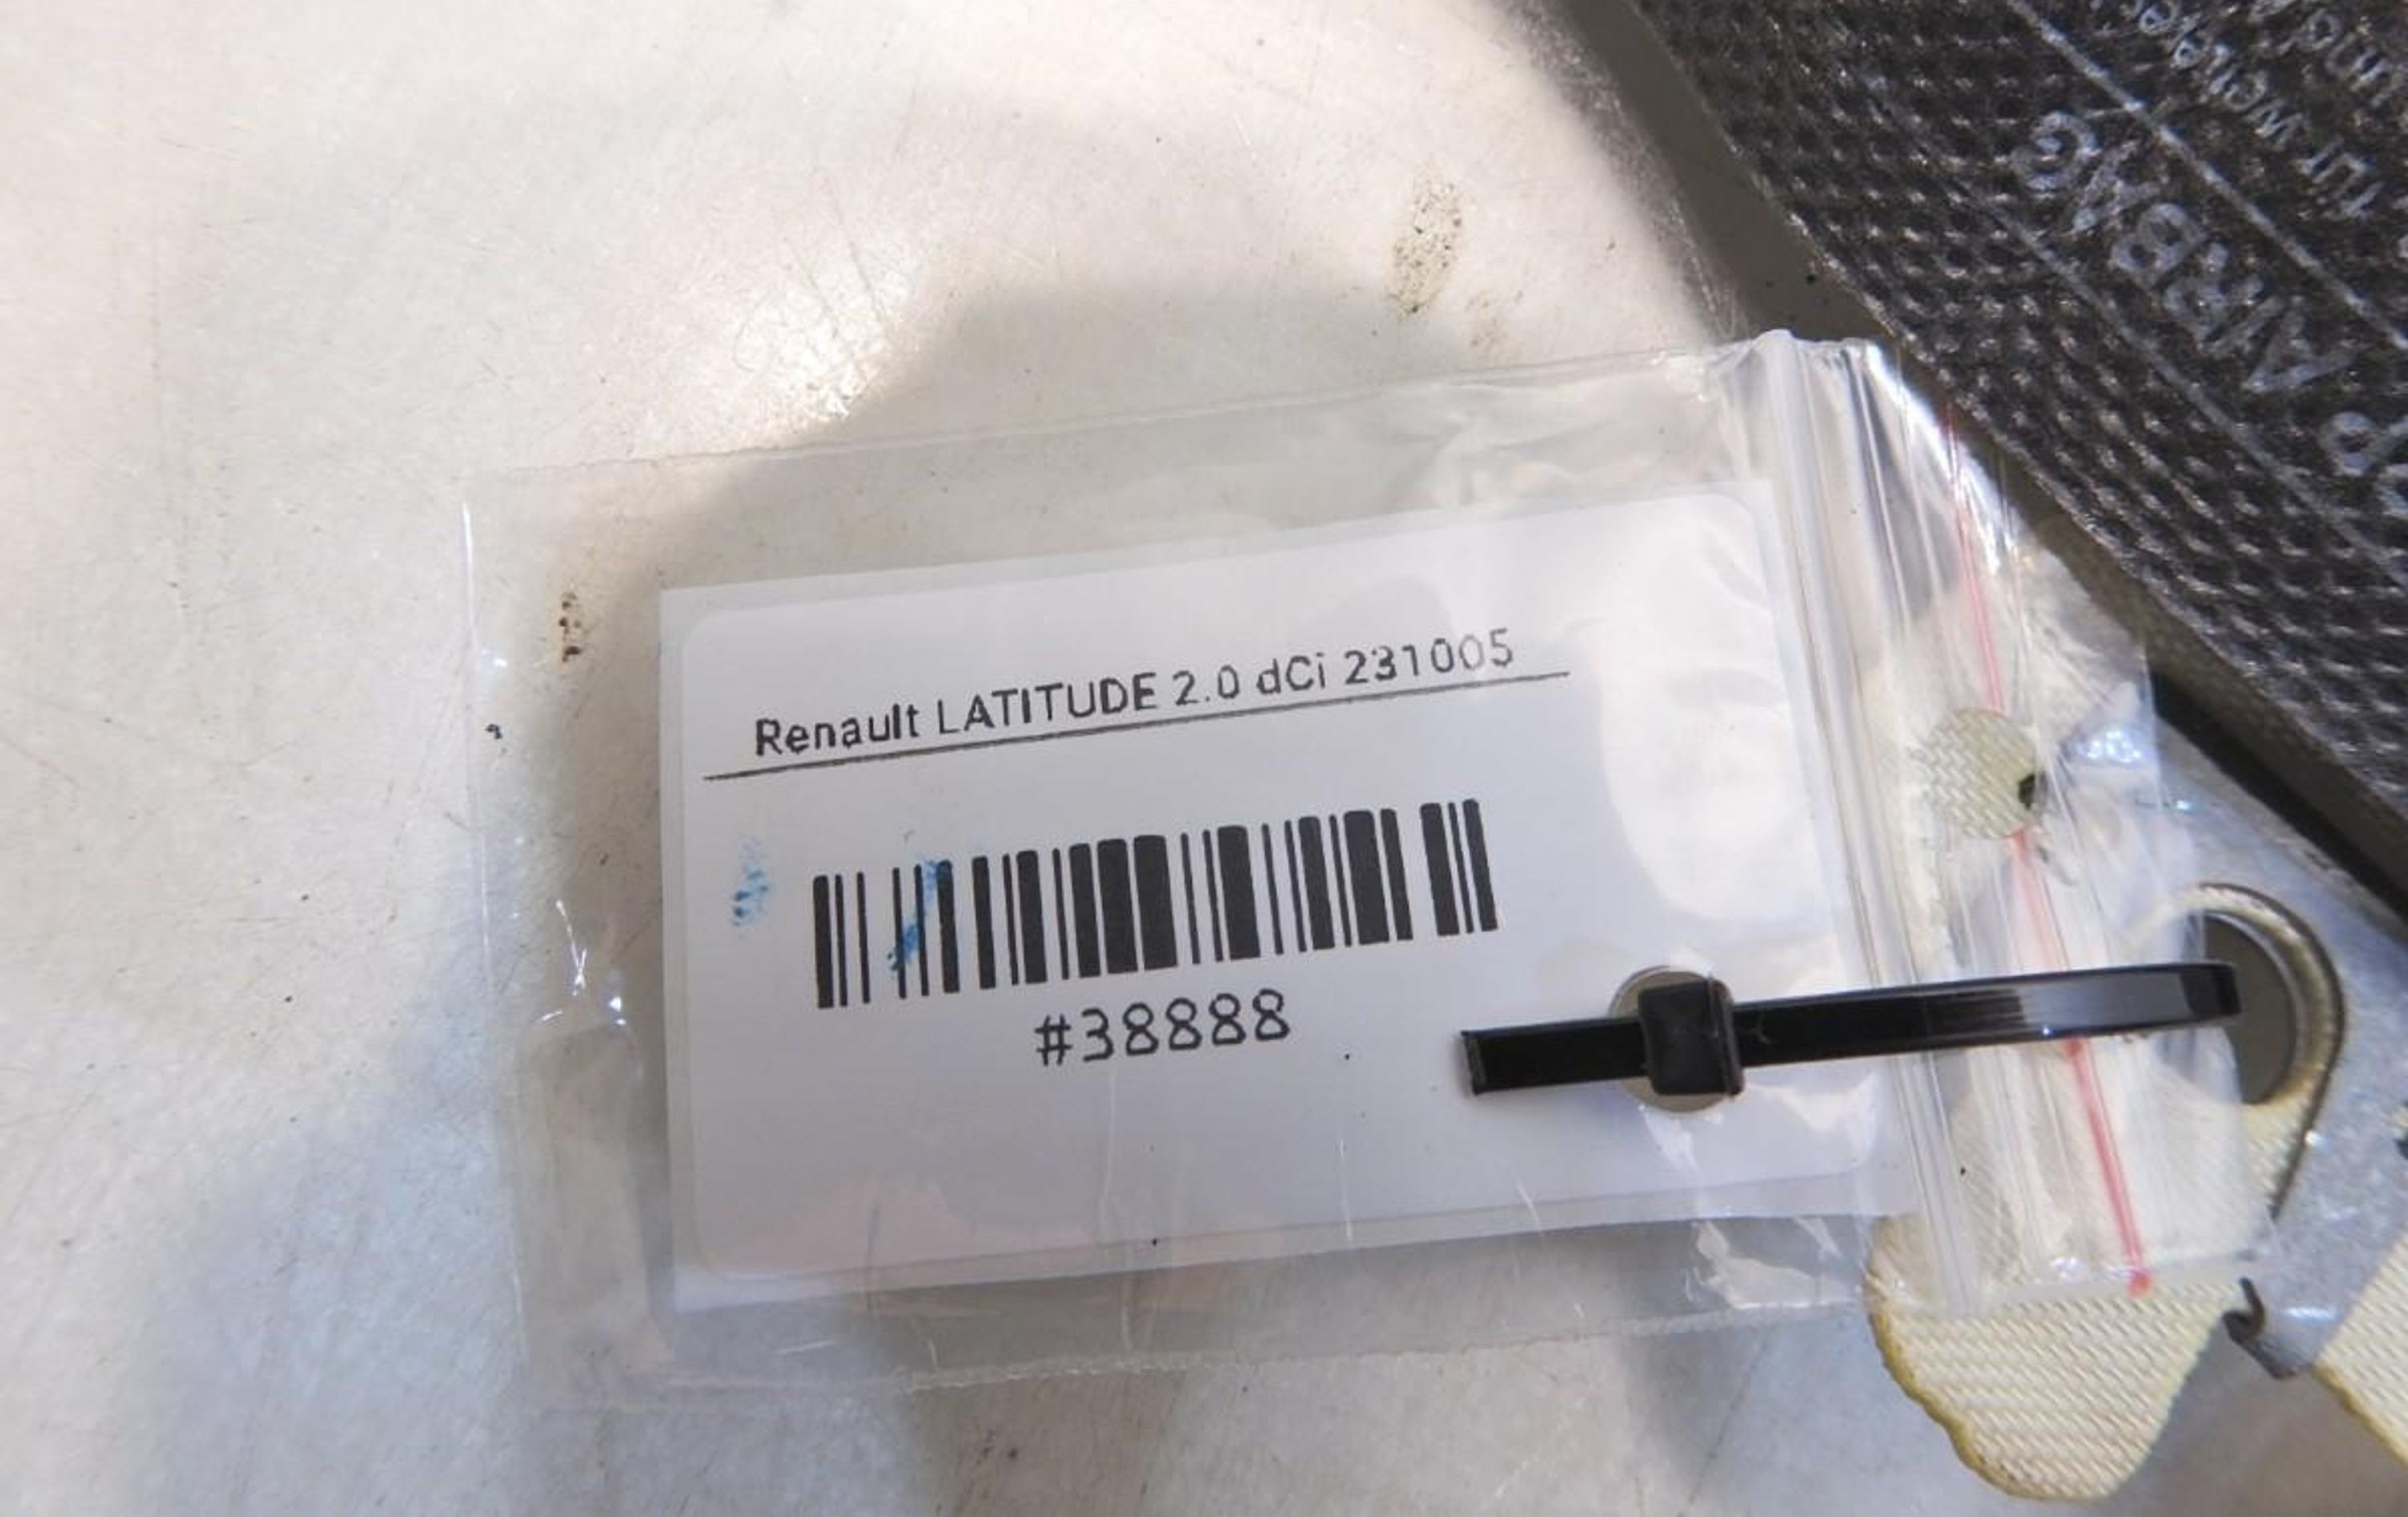 Renault LATITUDE 2.0 dCi 231005
#38888
AIRBAG